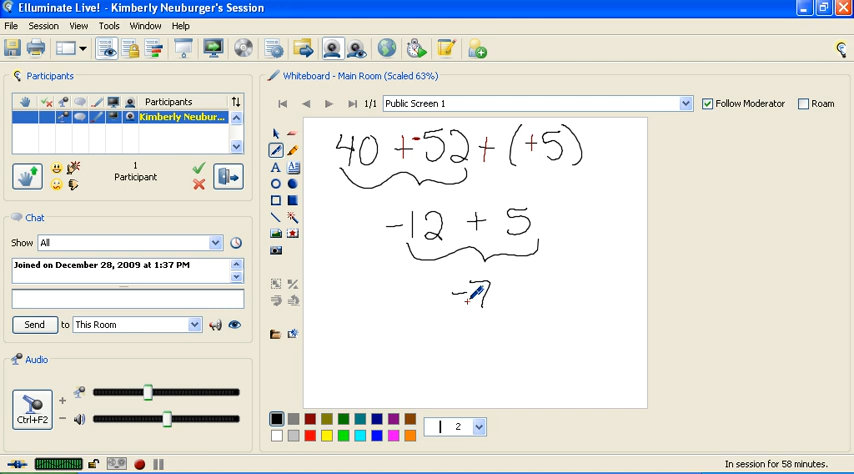 Elluminate Live! - Kimberly Neuburger's Session
File Session View Tools Window Help
Participants
Participants
Kimberly Neubur...
1
Participant
Chat
Show All
Joined on December 28, 2009 at 1:37 PM
Send to This Room
Audio
Ctrl+F2
Whiteboard - Main Room (Scaled 63%)
1/1 Public Screen 1 Follow Moderator Roam
40 + -52 + (+5)
-12 + 5
-7
2
In session for 58 minutes.